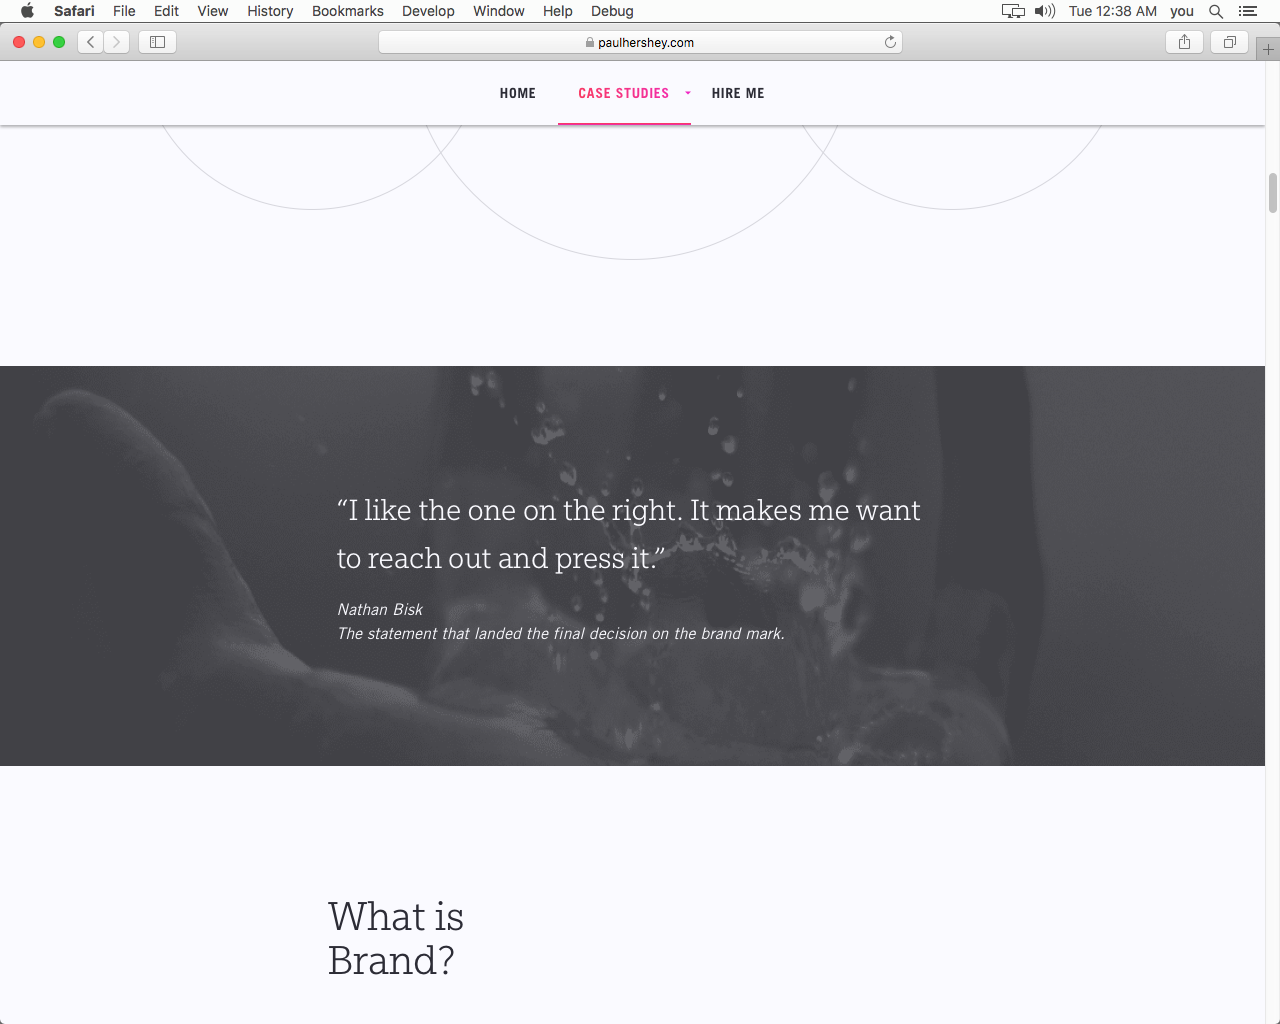 Safari File Edit View History Bookmarks Develop Window Help Debug Tue 12:38 AM you
paulhershey.com
HOME CASE STUDIES HIRE ME
“I like the one on the right. It makes me want
to reach out and press it.”
Nathan Bisk
The statement that landed the final decision on the brand mark.
What is
Brand?